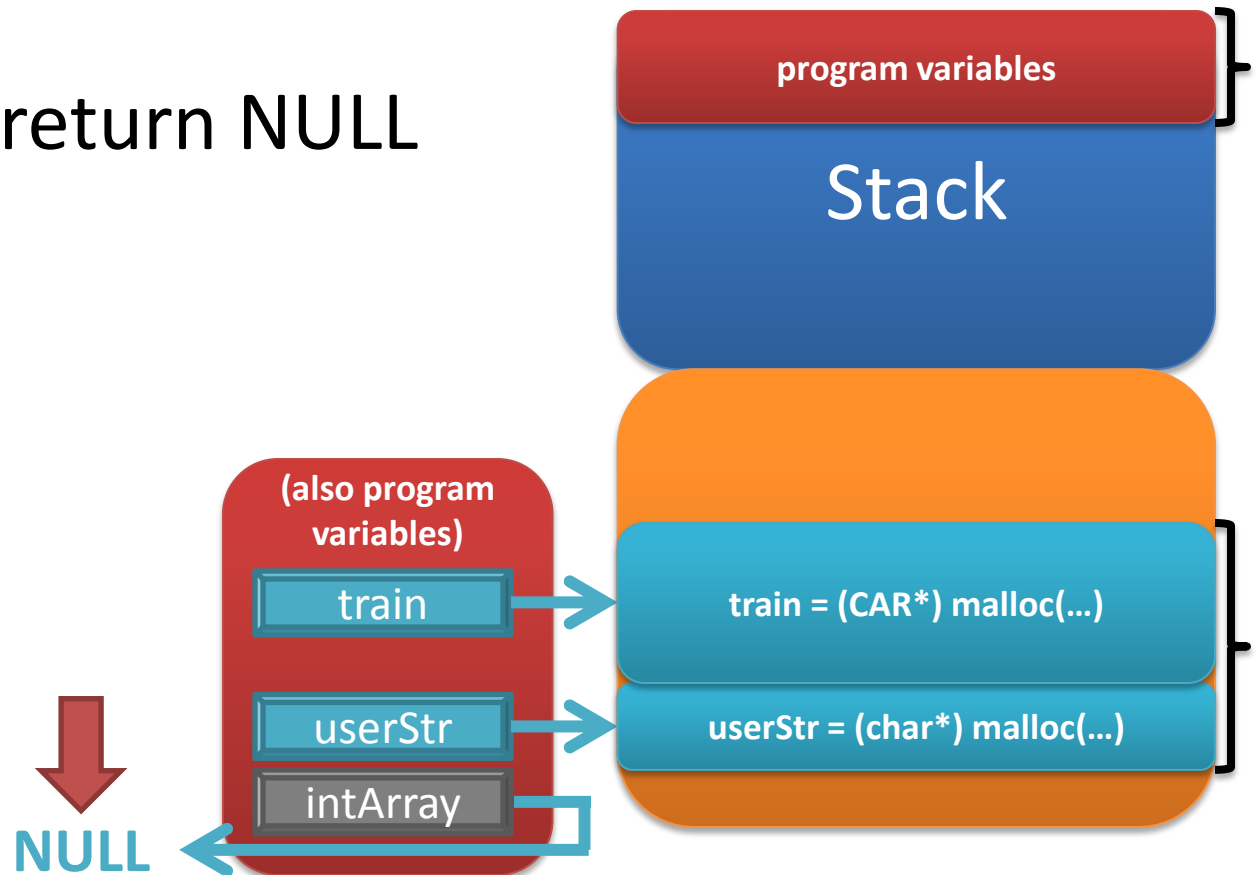 return NULL
program variables
Stack
(also program
variables)
train
train = (CAR*) malloc(…)
userStr
userStr = (char*) malloc(…)
intArray
NULL